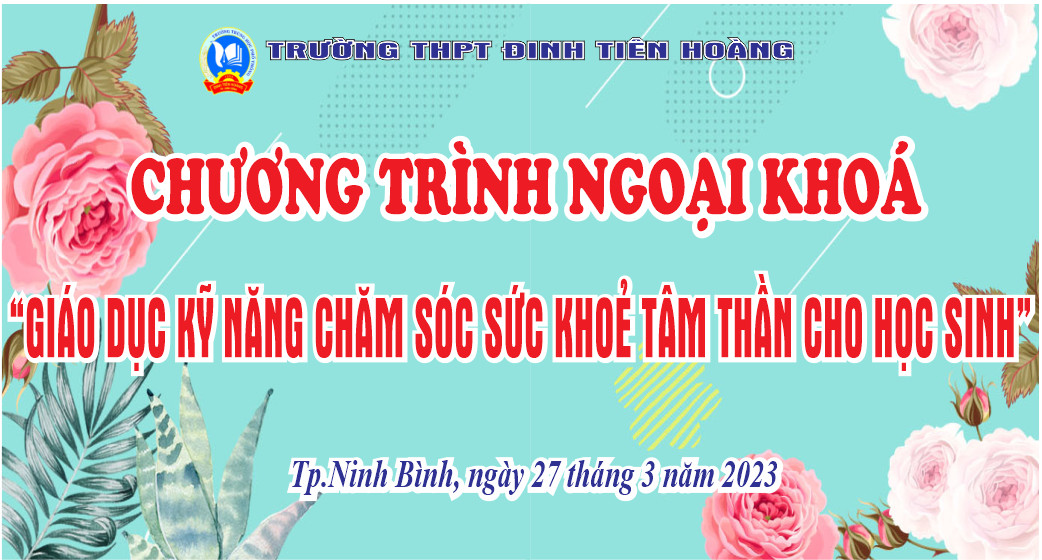 TRƯỜNG THPT ĐINH TIÊN HOÀNG
CHƯƠNG TRÌNH NGOẠI KHOÁ
“GIÁO DỤC KỸ NĂNG CHĂM SÓC SỨC KHOẺ TÂM THẦN CHO HỌC SINH”
Tp.Ninh Bình, ngày 27 tháng 3 năm 2023